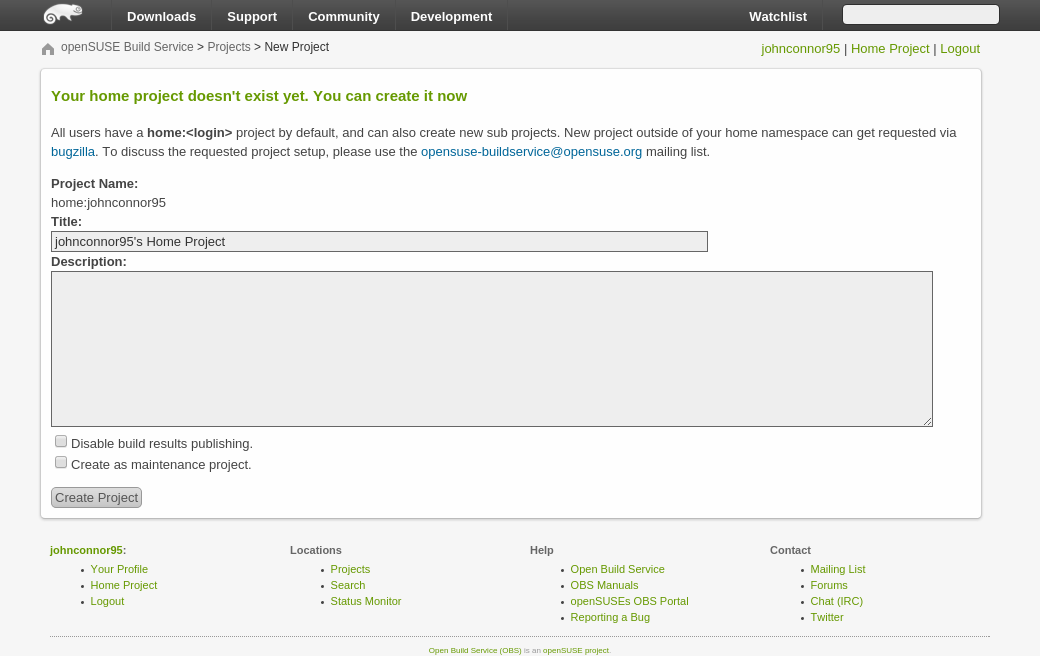 Downloads Support Community Development Watchlist
openSUSE Build Service > Projects > New Project
johnconnor95 | Home Project | Logout
Your home project doesn't exist yet. You can create it now
All users have a home:<login> project by default, and can also create new sub projects. New project outside of your home namespace can get requested via
bugzilla. To discuss the requested project setup, please use the opensuse-buildservice@opensuse.org mailing list.
Project Name:
home:johnconnor95
Title:
johnconnor95's Home Project
Description:
Disable build results publishing.
Create as maintenance project.
Create Project
johnconnor95:
Your Profile
Home Project
Logout
Locations
Projects
Search
Status Monitor
Help
Open Build Service
OBS Manuals
openSUSEs OBS Portal
Reporting a Bug
Contact
Mailing List
Forums
Chat (IRC)
Twitter
Open Build Service (OBS) is an openSUSE project.